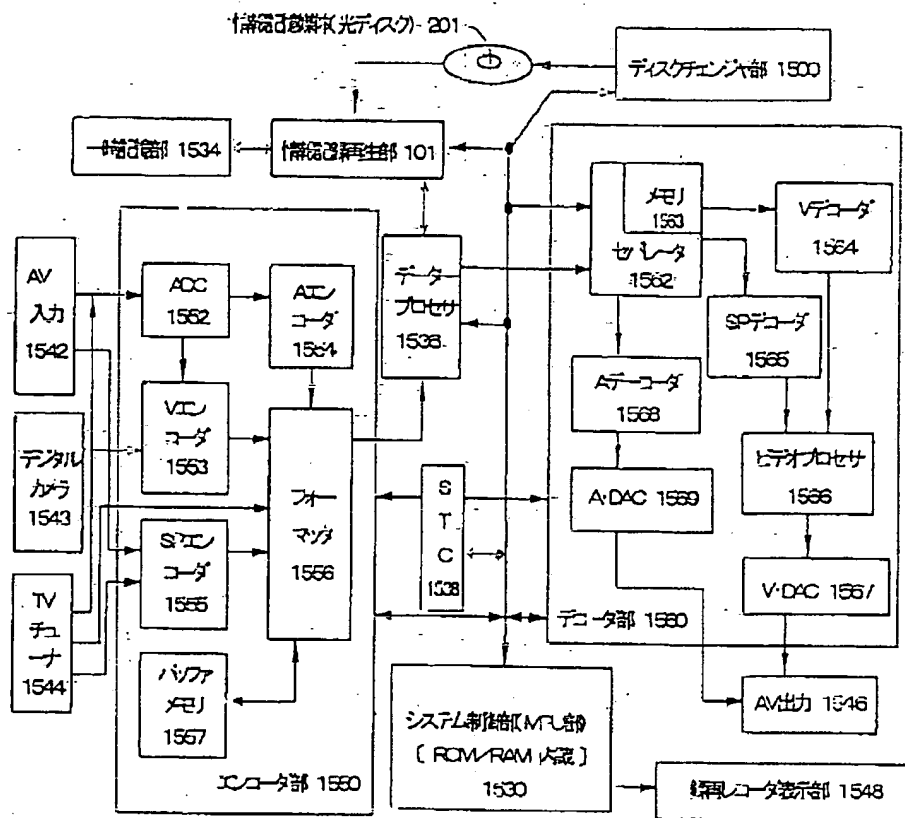 情報記憶媒体(光ディスク)-201
ディスクチェンジャ部 1500
一時記憶部 1534
情報記録再生部 101
AV
入力
1542
デジタル
カメラ
1543
TV
チュ
ーナ
1544
ADC
1552
Aエン
コーダ
1554
Vエン
コーダ
1553
SPエン
コーダ
1555
フォー
マッタ
1556
バッファ
メモリ
1557
エンコーダ部 1550
データー
プロセサ
1536
S
T
C
1538
メモリ
1563
セパレータ
1562
Vデコーダ
1564
SPデコーダ
1565
Aデーコーダ
1568
ビデオプロセサ
1566
A・DAC 1569
V・DAC 1567
デコーダ部 1560
AV出力 1546
システム制御部(MPU部)
[ROM/RAM 内蔵]
1530
録再レコーダ表示部 1548